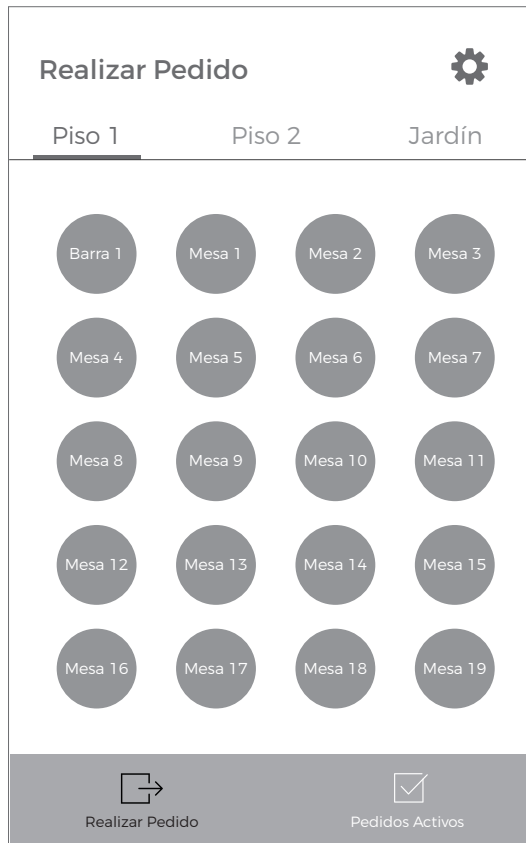 Realizar Pedido
Piso 1 Piso 2 Jardín
Barra 1 Mesa 1 Mesa 2 Mesa 3
Mesa 4 Mesa 5 Mesa 6 Mesa 7
Mesa 8 Mesa 9 Mesa 10 Mesa 11
Mesa 12 Mesa 13 Mesa 14 Mesa 15
Mesa 16 Mesa 17 Mesa 18 Mesa 19
Realizar Pedido Pedidos Activos